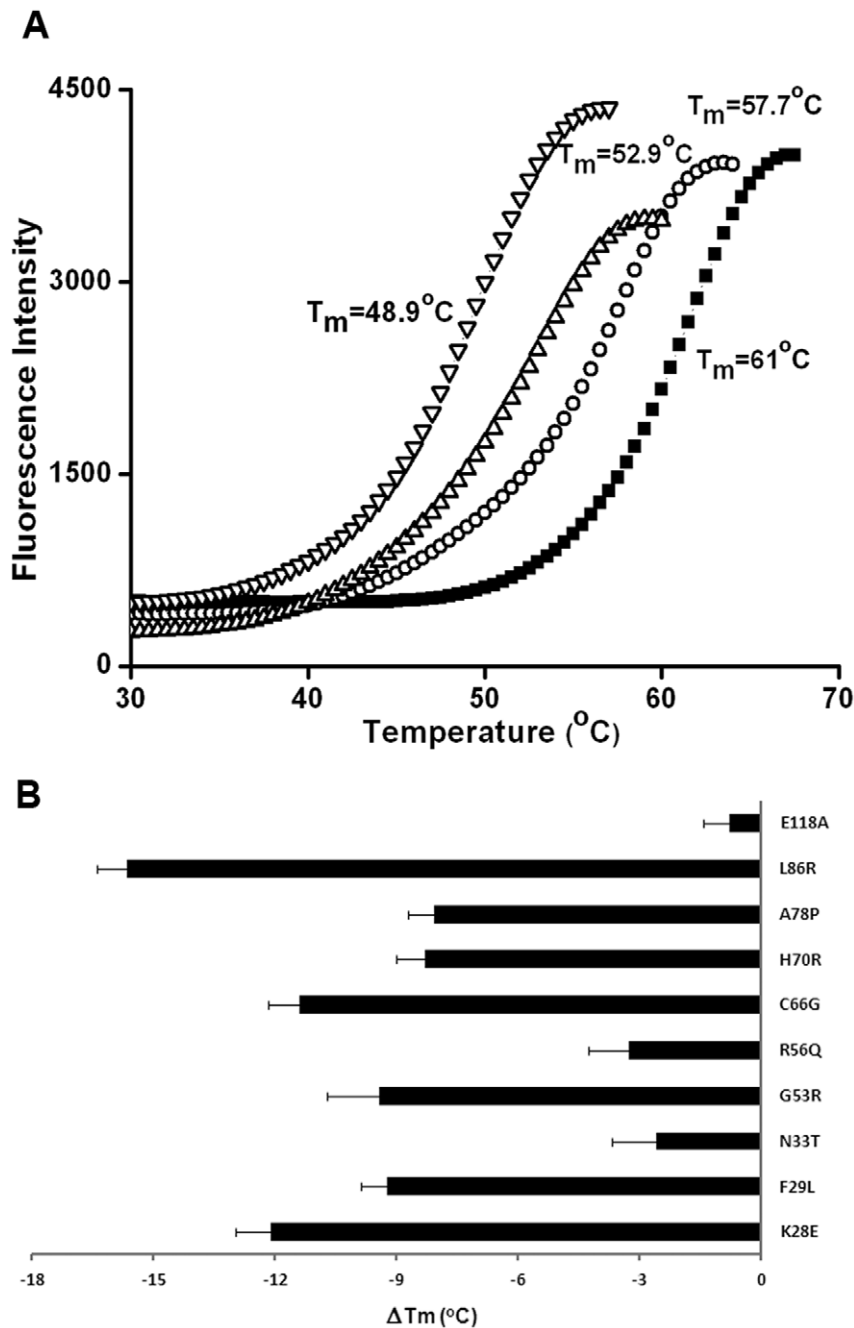 A
4500
3000
1500
0
Fluorescence Intensity
Tm=48.9°C
Tm=52.9°C
Tm=57.7°C
Tm=61°C
30 40 50 60 70
Temperature (°C)
B
E118A
L86R
A78P
H70R
C66G
R56Q
G53R
N33T
F29L
K28E
-18 -15 -12 -9 -6 -3 0
ΔTm (°C)